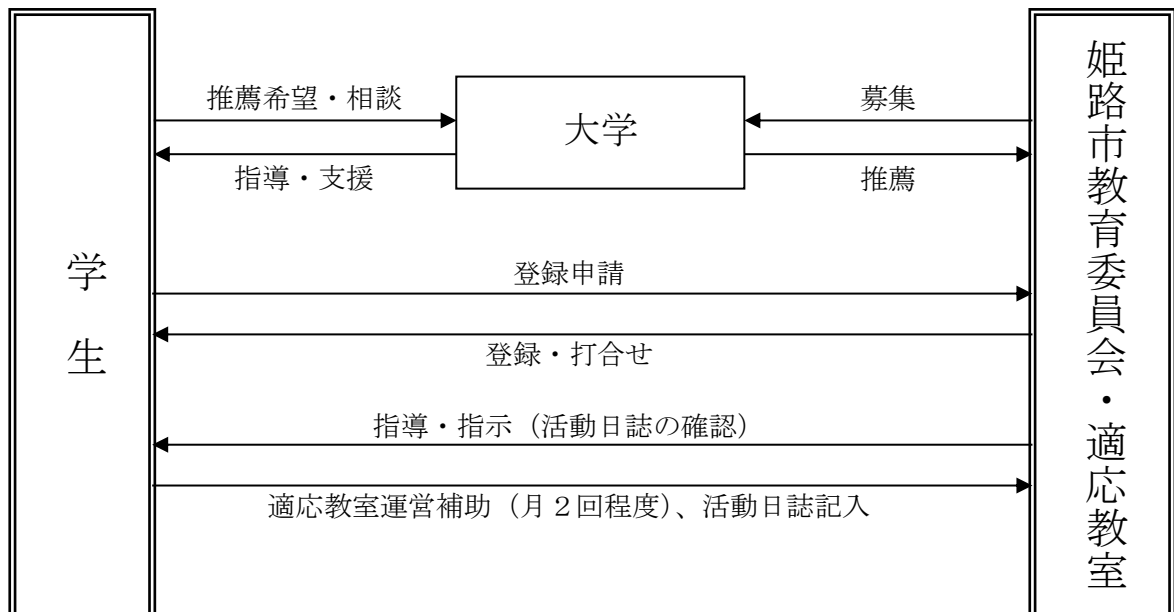 学生
推薦希望・相談
指導・支援
大学
募集
推薦
登録申請
登録・打合せ
指導・指示（活動日誌の確認）
適応教室運営補助（月２回程度）、活動日誌記入
姫路市教育委員会・適応教室